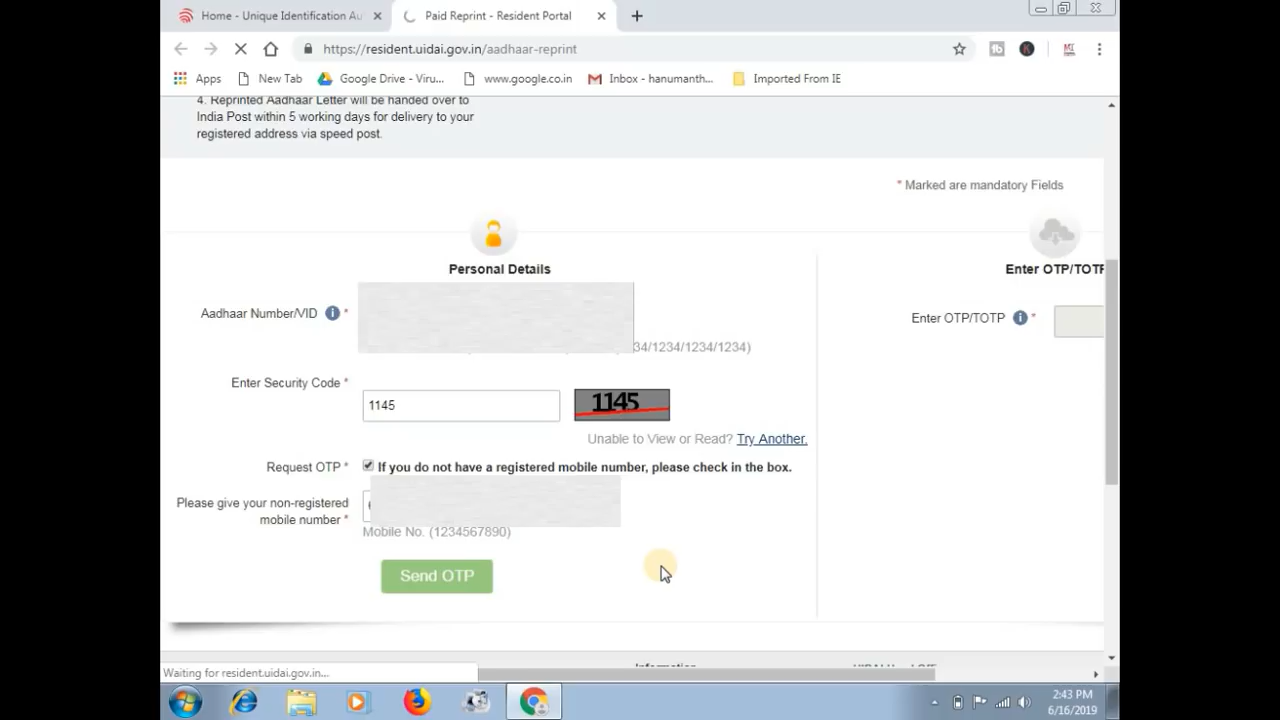 Home - Unique Identification Au
Paid Reprint - Resident Portal
https://resident.uidai.gov.in/aadhaar-reprint
Apps
New Tab
Google Drive - Viru...
www.google.co.in
Inbox - hanumanth...
Imported From IE
4. Reprinted Aadhaar Letter will be handed over to
India Post within 5 working days for delivery to your
registered address via speed post.
* Marked are mandatory Fields
Personal Details
Enter OTP/TOTP
Aadhaar Number/VID i *
34/1234/1234/1234)
Enter OTP/TOTP i *
Enter Security Code *
1145
1145
Unable to View or Read? Try Another.
Request OTP * If you do not have a registered mobile number, please check in the box.
Please give your non-registered
mobile number *
Mobile No. (1234567890)
Send OTP
Waiting for resident.uidai.gov.in...
Information
2:43 PM
6/16/2019